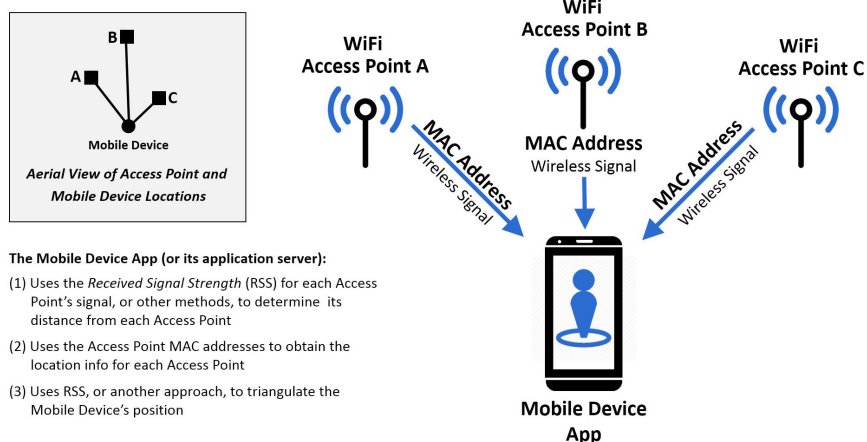 B
A
C
Mobile Device
Aerial View of Access Point and
Mobile Device Locations
WiFi
Access Point A
WiFi
Access Point B
WiFi
Access Point C
MAC Address
Wireless Signal
MAC Address
Wireless Signal
MAC Address
Wireless Signal
The Mobile Device App (or its application server):
(1) Uses the Received Signal Strength (RSS) for each Access
Point's signal, or other methods, to determine its
distance from each Access Point
(2) Uses the Access Point MAC addresses to obtain the
location info for each Access Point
(3) Uses RSS, or another approach, to triangulate the
Mobile Device's position
Mobile Device
App